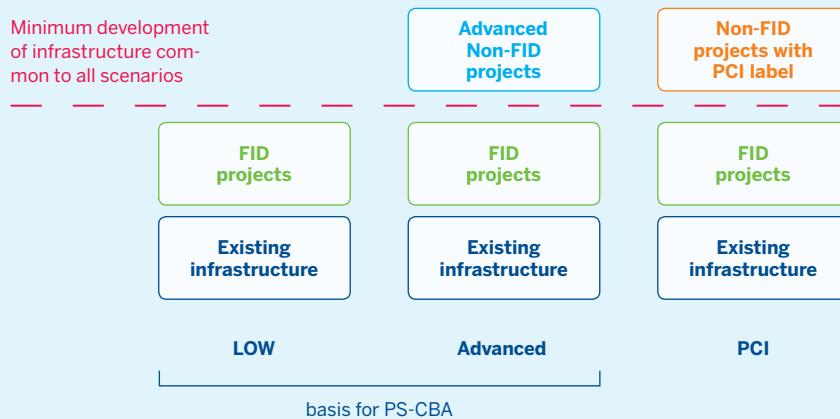 Minimum development
of infrastructure com-
mon to all scenarios
Advanced
Non-FID
projects
Non-FID
projects with
PCI label
FID
projects
FID
projects
FID
projects
Existing
infrastructure
Existing
infrastructure
Existing
infrastructure
LOW
Advanced
PCI
basis for PS-CBA